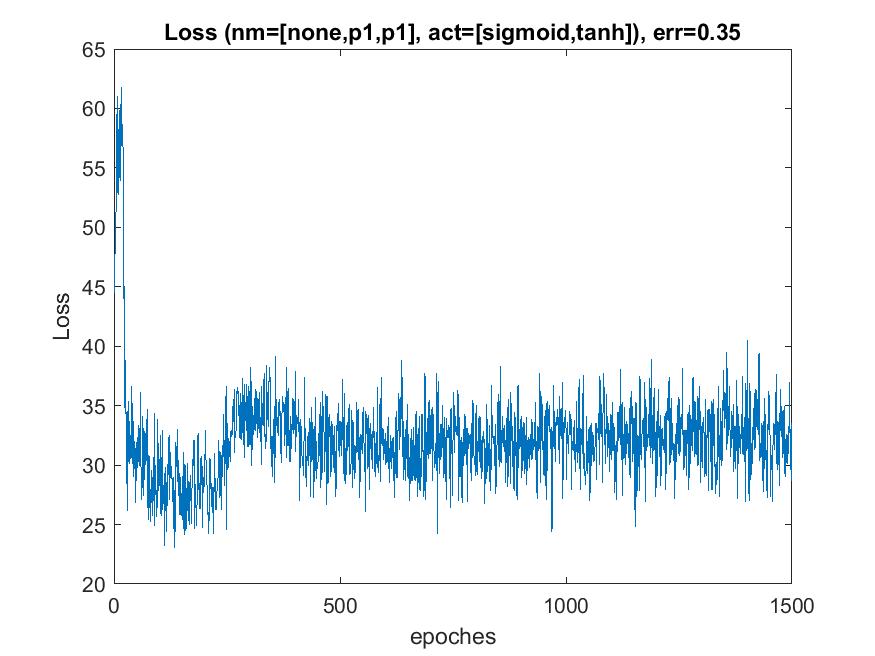 Loss (nm=[none,p1,p1], act=[sigmoid,tanh]), err=0.35
65
60
55
50
45
40
35
30
25
20
Loss
0 500 1000 1500
epoches